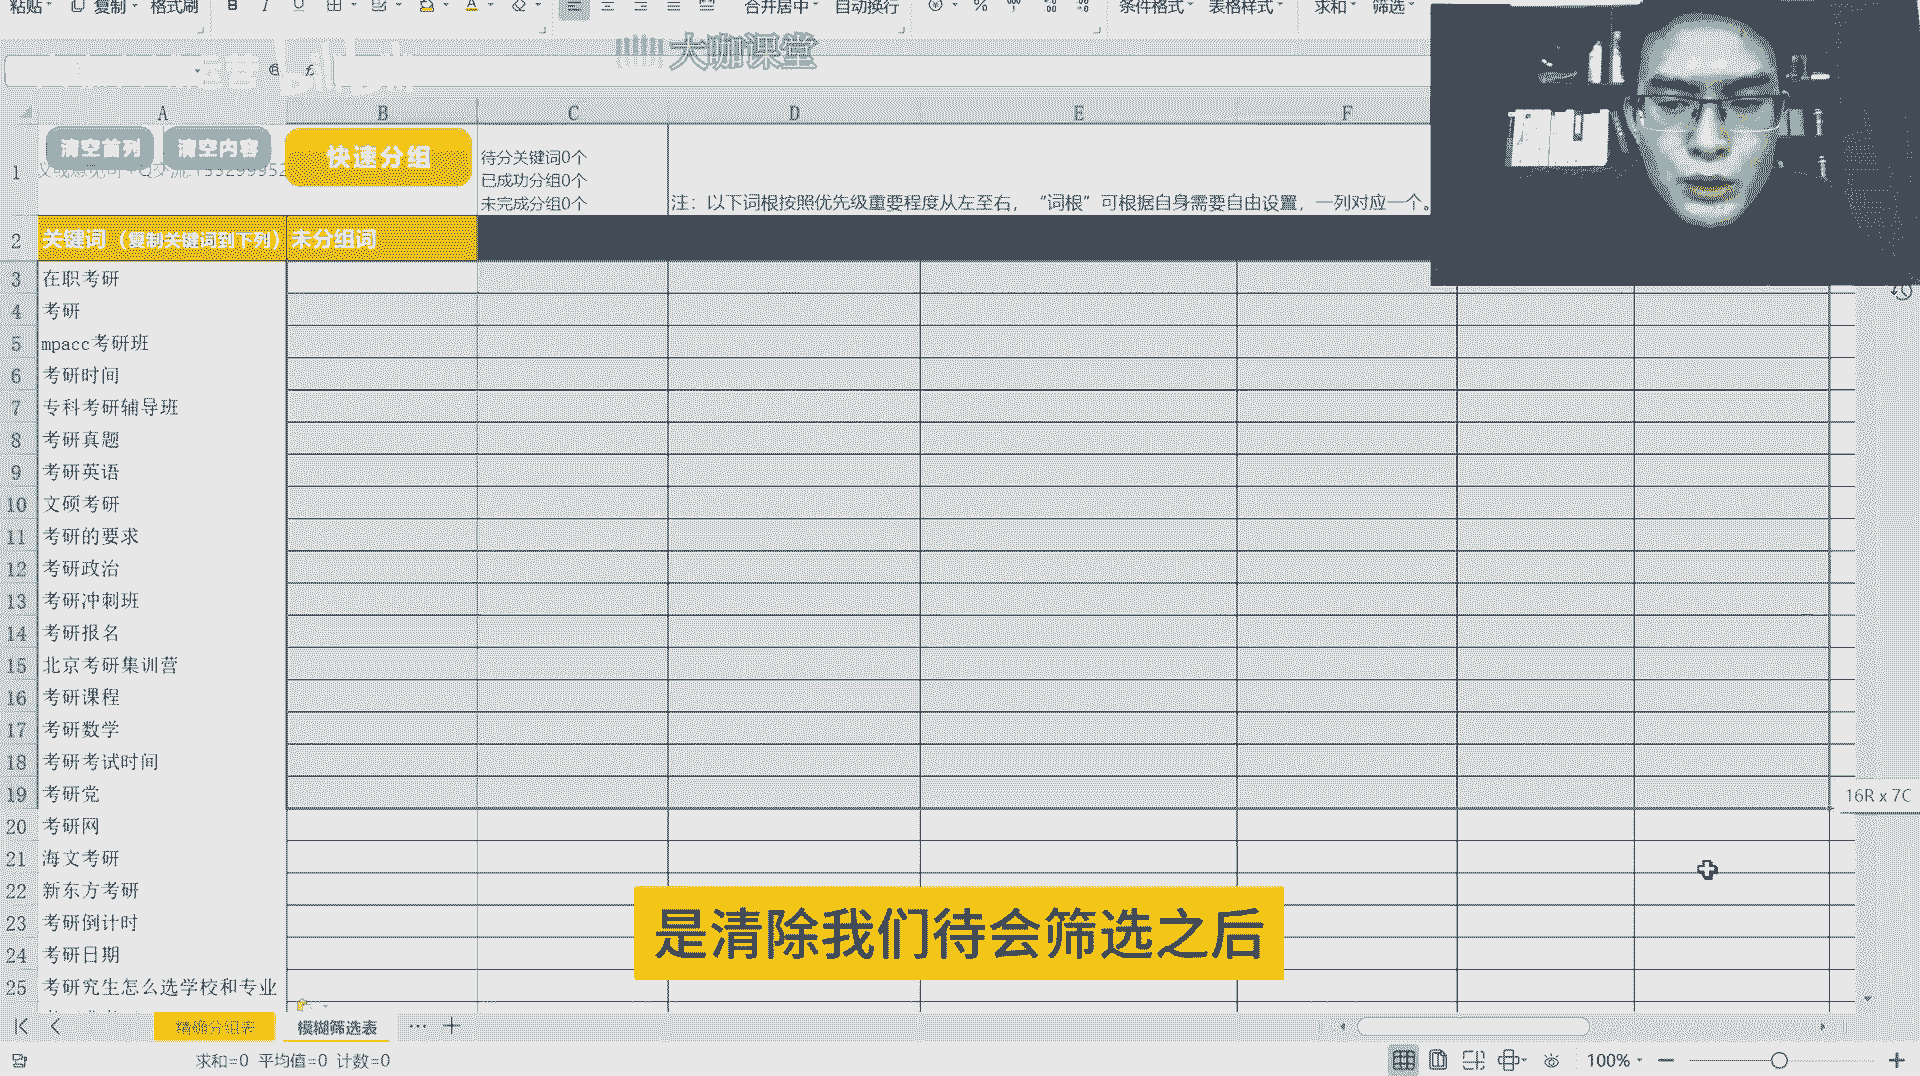 粘贴 复制 格式刷 B I U A 合并居中 自动换行 % 条件格式 表格样式 求和 筛选
大咖课堂
fx
A B C D E F
清空首列 清空内容 快速分组
待分关键词0个
已成功分组0个
未完成分组0个
注：以下词根按照优先级重要程度从左至右，“词根”可根据自身需要自由设置，一列对应一个。
1
2 关键词（复制关键词到下列） 未分组词
3 在职考研
4 考研
5 mpacc考研班
6 考研时间
7 专科考研辅导班
8 考研真题
9 考研英语
10 文硕考研
11 考研的要求
12 考研政治
13 考研冲刺班
14 考研报名
15 北京考研集训营
16 考研课程
17 考研数学
18 考研考试时间
19 考研党
16R x 7C
20 考研网
21 海文考研
22 新东方考研
23 考研倒计时
24 考研日期
25 考研究生怎么选学校和专业
是清除我们待会筛选之后
精确分组表 模糊筛选表 ··· +
求和=0 平均值=0 计数=0 100%